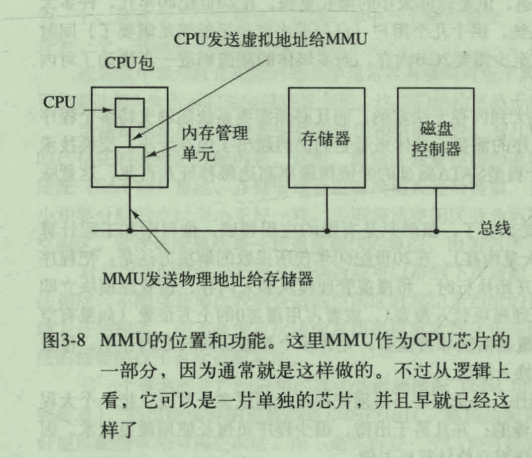 CPU发送虚拟地址给MMU
CPU包
CPU
内存管理
单元
存储器
磁盘
控制器
总线
MMU发送物理地址给存储器
图3-8 MMU的位置和功能。这里MMU作为CPU芯片的
一部分，因为通常就是这样做的。不过从逻辑上
看，它可以是一片单独的芯片，并且早就已经这
样了